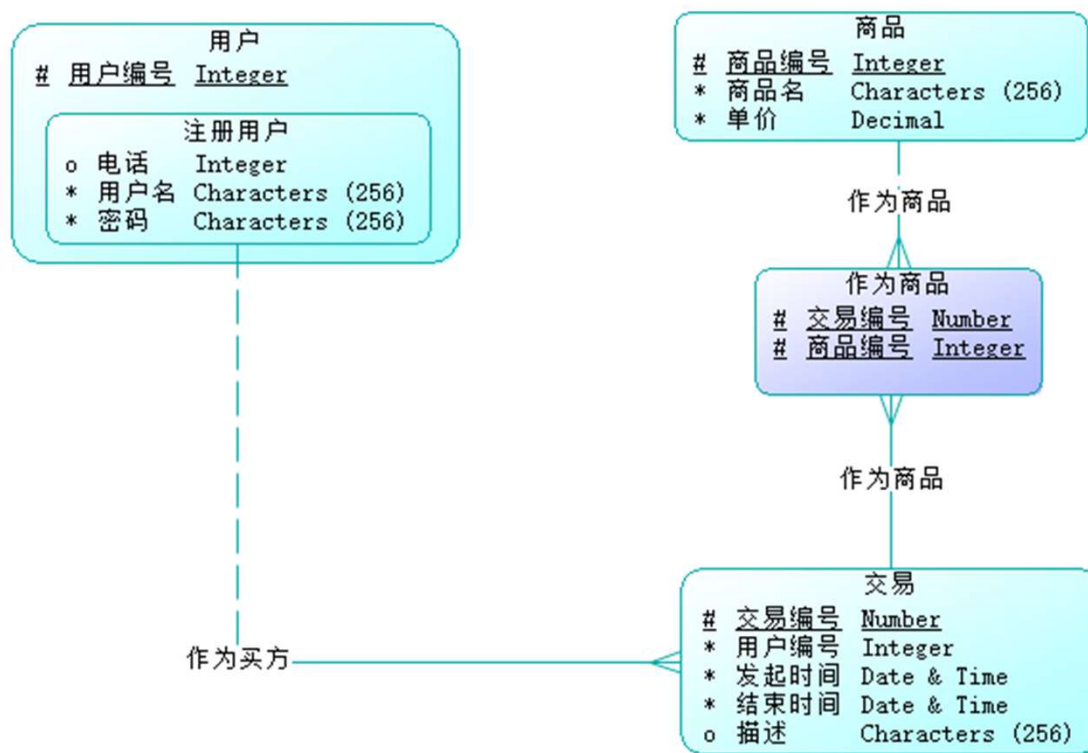 用户
# 用户编号 Integer
注册用户
o 电话 Integer
* 用户名 Characters (256)
* 密码 Characters (256)
商品
# 商品编号 Integer
* 商品名 Characters (256)
* 单价 Decimal
作为商品
作为商品
# 交易编号 Number
# 商品编号 Integer
作为商品
作为买方
交易
# 交易编号 Number
* 用户编号 Integer
* 发起时间 Date & Time
* 结束时间 Date & Time
o 描述 Characters (256)